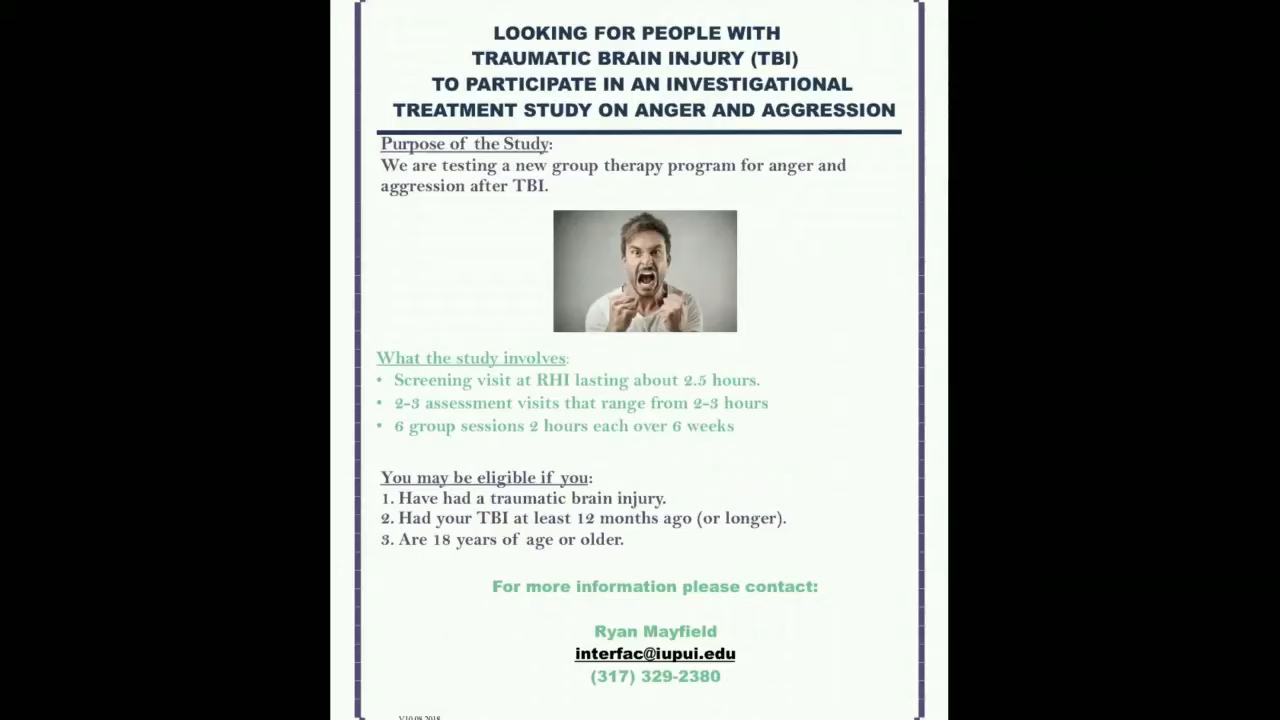 LOOKING FOR PEOPLE WITH
TRAUMATIC BRAIN INJURY (TBI)
TO PARTICIPATE IN AN INVESTIGATIONAL
TREATMENT STUDY ON ANGER AND AGGRESSION
Purpose of the Study:
We are testing a new group therapy program for anger and
aggression after TBI.
What the study involves:
• Screening visit at RHI lasting about 2.5 hours.
• 2-3 assessment visits that range from 2-3 hours
• 6 group sessions 2 hours each over 6 weeks
You may be eligible if you:
1. Have had a traumatic brain injury.
2. Had your TBI at least 12 months ago (or longer).
3. Are 18 years of age or older.
For more information please contact:
Ryan Mayfield
interfac@iupui.edu
(317) 329-2380
V10.08.2018